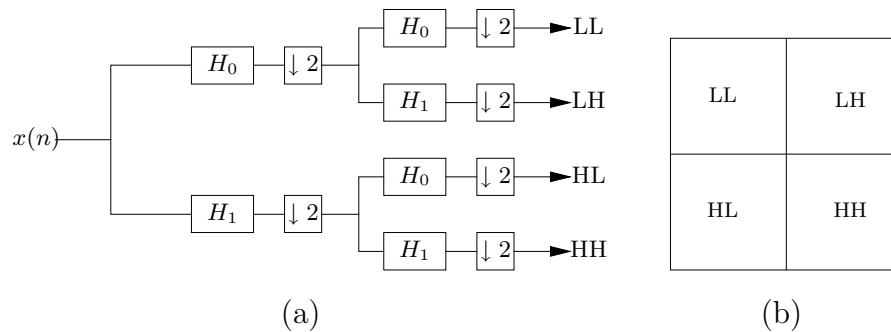 x(n)
H₀ ↓ 2
H₀ ↓ 2 LL
H₁ ↓ 2 LH
H₁ ↓ 2
H₀ ↓ 2 HL
H₁ ↓ 2 HH
(a)
LL LH
HL HH
(b)